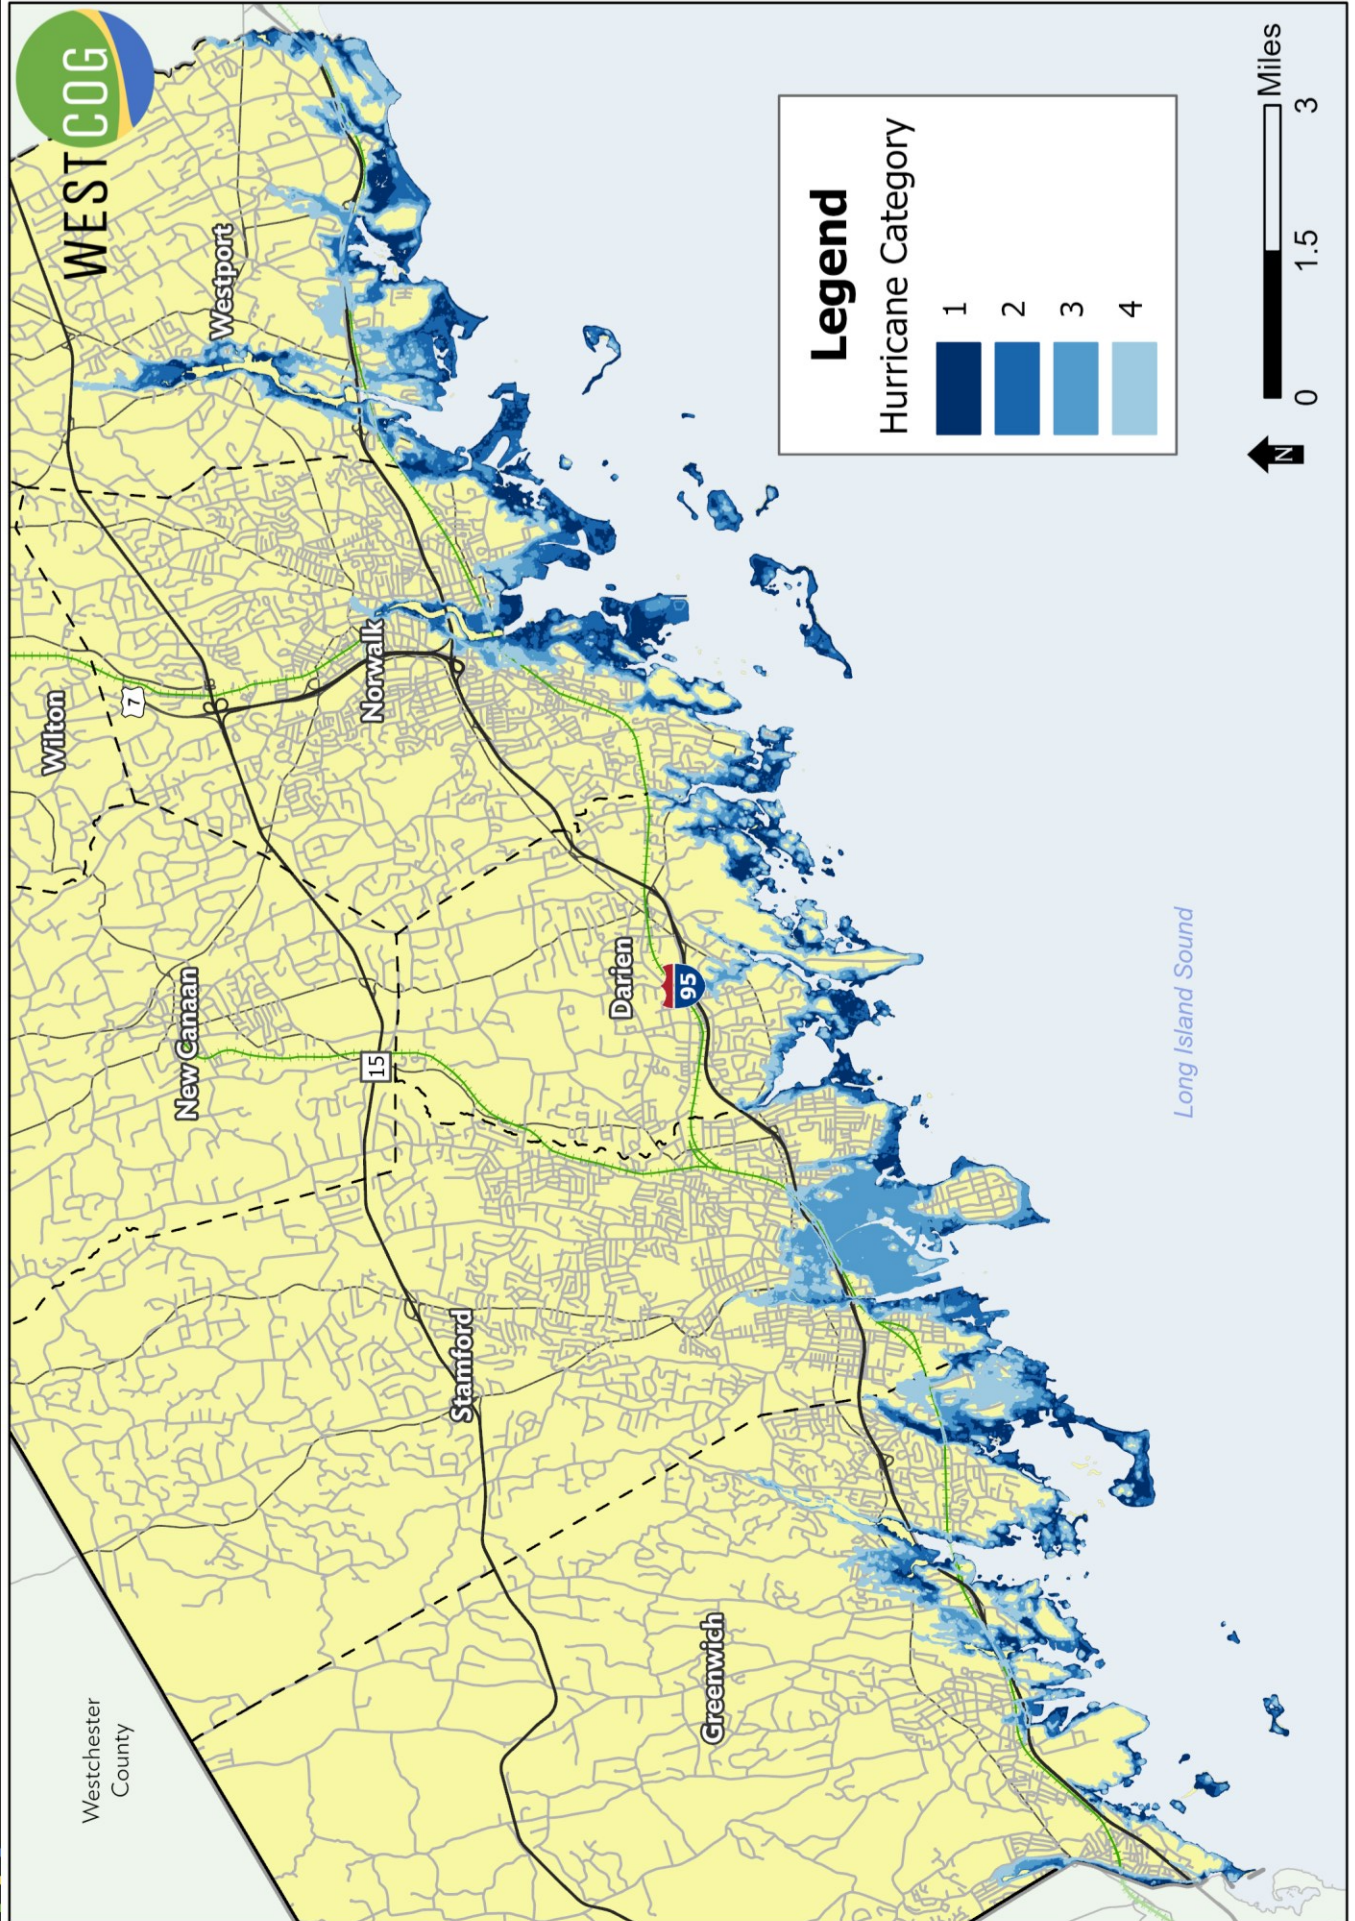 WESTCOG
Westport
Wilton
7
Norwalk
New Canaan
15
Darien
95
Stamford
Greenwich
Westchester
County
Long Island Sound
Legend
Hurricane Category
1
2
3
4
N
0 1.5 3 Miles